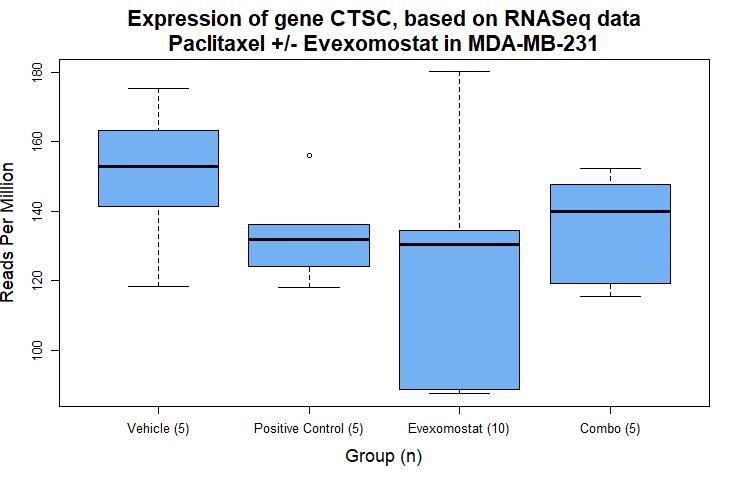 Expression of gene CTSC, based on RNASeq data
Paclitaxel +/- Evexomostat in MDA-MB-231
Reads Per Million
180
160
140
120
100
Vehicle (5)
Positive Control (5)
Evexomostat (10)
Combo (5)
Group (n)